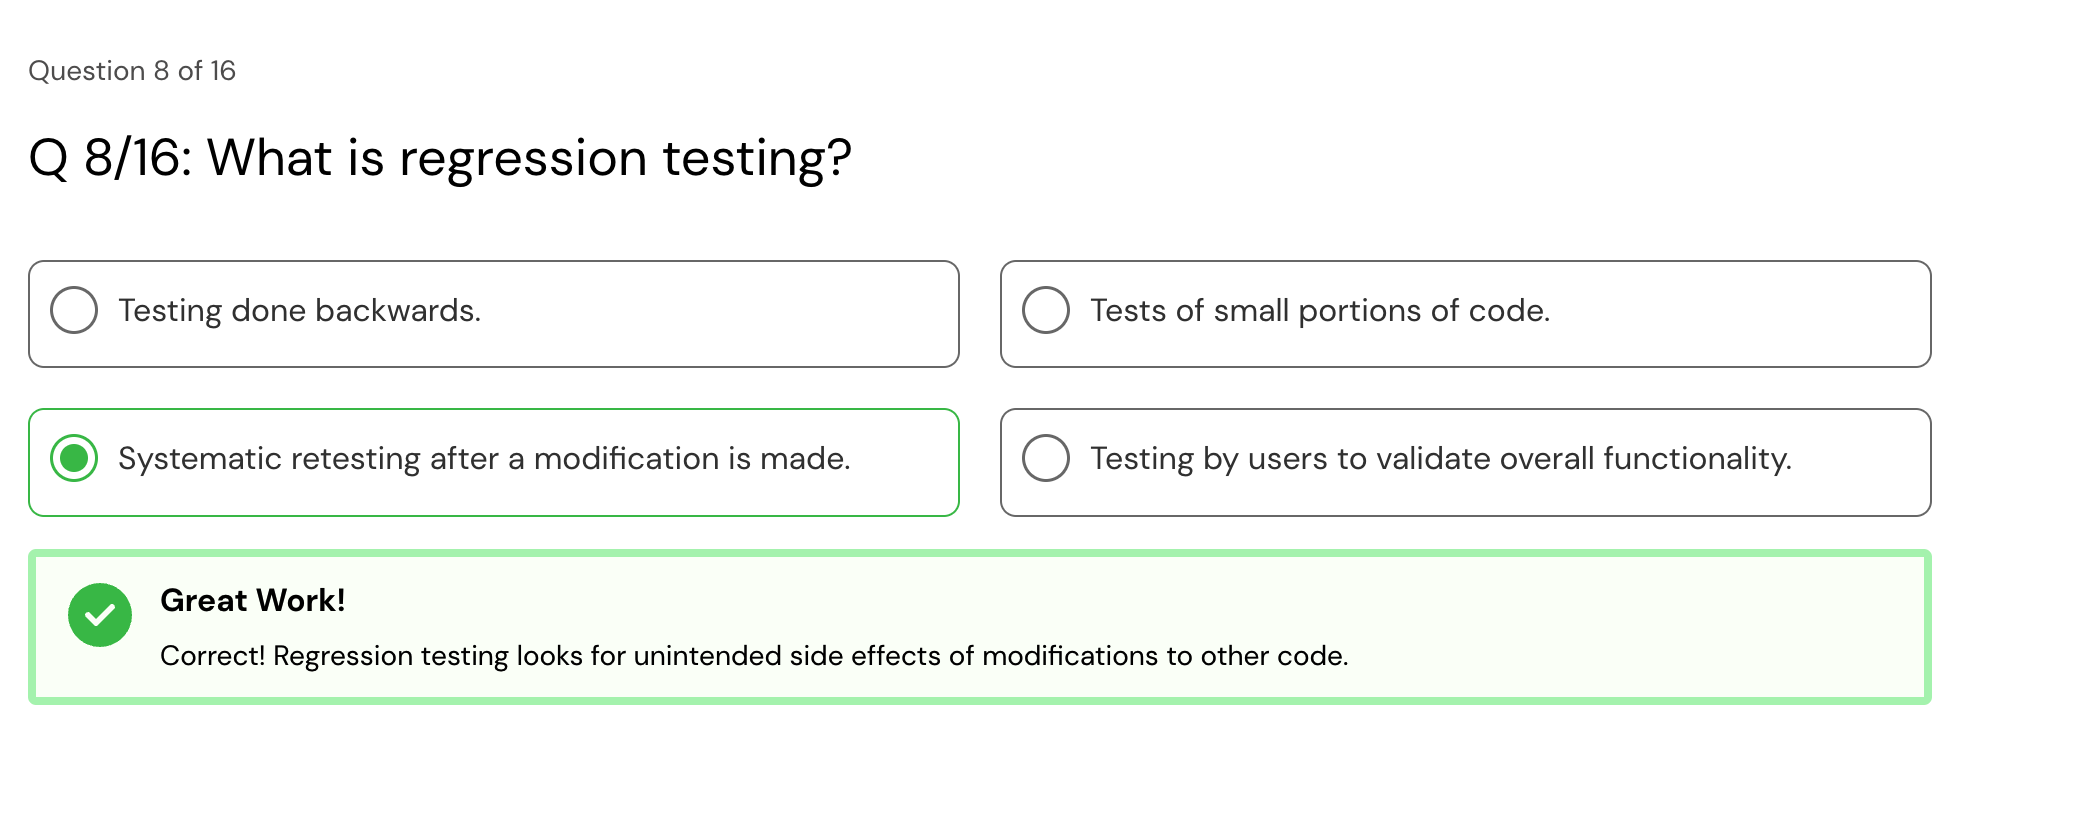 Question 8 of 16
Q 8/16: What is regression testing?
Testing done backwards.
Tests of small portions of code.
Systematic retesting after a modification is made.
Testing by users to validate overall functionality.
Great Work!
Correct! Regression testing looks for unintended side effects of modifications to other code.